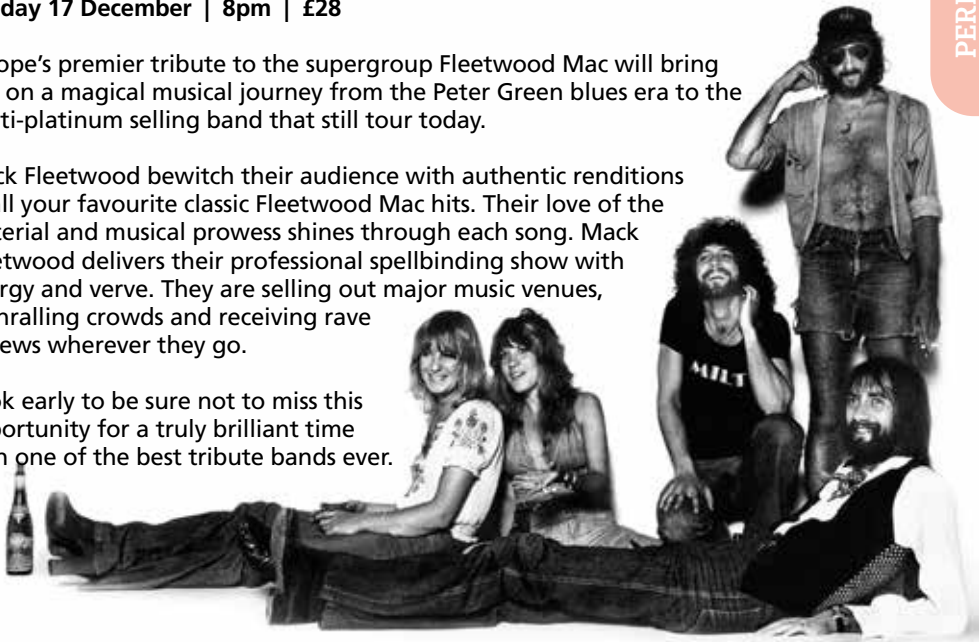 day 17 December | 8pm | £28
ope's premier tribute to the supergroup Fleetwood Mac will bring
on a magical musical journey from the Peter Green blues era to the
ti-platinum selling band that still tour today.
ck Fleetwood bewitch their audience with authentic renditions
ll your favourite classic Fleetwood Mac hits. Their love of the
terial and musical prowess shines through each song. Mack
etwood delivers their professional spellbinding show with
rgy and verve. They are selling out major music venues,
hralling crowds and receiving rave
ews wherever they go.
ok early to be sure not to miss this
portunity for a truly brilliant time
h one of the best tribute bands ever.
MILT
PERF